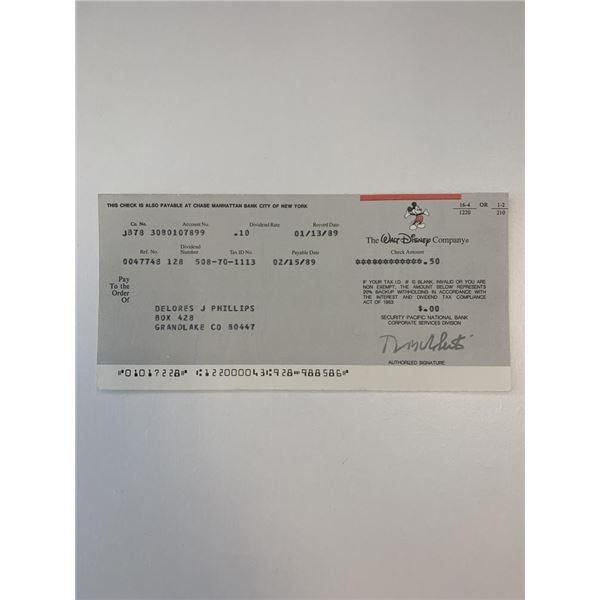 THIS CHECK IS ALSO PAYABLE AT CHASE MANHATTAN BANK CITY OF NEW YORK
16-4 OR 1-2
1220 210
Co. No. Account No. Dividend Rate Record Date
JB78 3080107899 .10 01/13/89
The Walt Disney Company®
Ref. No. Dividend Number Tax ID No. Payable Date Check Amount
0047748 128 508-70-1113 02/15/89 *************.50
Pay
To the
Order
Of
DELORES J PHILLIPS
BOX 428
GRANDLAKE CO 80447
IF YOUR TAX I.D. # IS BLANK, INVALID OR YOU ARE
NON EXEMPT, THE AMOUNT BELOW REPRESENTS
20% BACKUP WITHHOLDING IN ACCORDANCE WITH
THE INTEREST AND DIVIDEND TAX COMPLIANCE
ACT OF 1983.
$.00
SECURITY PACIFIC NATIONAL BANK
CORPORATE SERVICES DIVISION
AUTHORIZED SIGNATURE
⑈01017228⑈ ⑆122000043⑆928⑉988586⑈